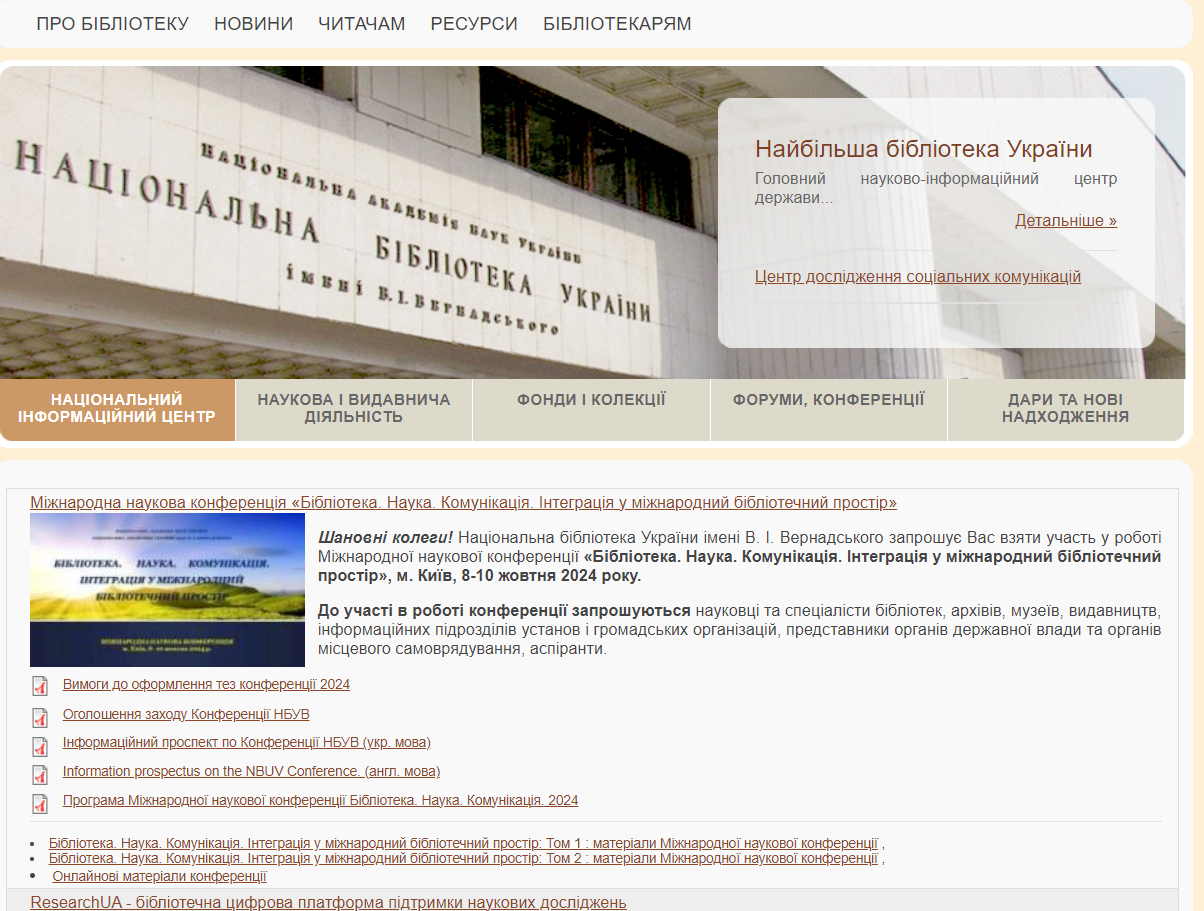 ПРО БІБЛІОТЕКУ НОВИНИ ЧИТАЧАМ РЕСУРСИ БІБЛІОТЕКАРЯМ
НАЦІОНАЛЬНА АКАДЕМІЯ НАУК УКРАЇНИ
НАЦІОНАЛЬНА БІБЛІОТЕКА УКРАЇНИ
імені В.І.Вернадського
Найбільша бібліотека України
Головний науково-інформаційний центр
держави...
Детальніше »
Центр дослідження соціальних комунікацій
НАЦІОНАЛЬНИЙ
ІНФОРМАЦІЙНИЙ ЦЕНТР
НАУКОВА І ВИДАВНИЧА
ДІЯЛЬНІСТЬ
ФОНДИ І КОЛЕКЦІЇ
ФОРУМИ, КОНФЕРЕНЦІЇ
ДАРИ ТА НОВІ
НАДХОДЖЕННЯ
Міжнародна наукова конференція «Бібліотека. Наука. Комунікація. Інтеграція у міжнародний бібліотечний простір»
БІБЛІОТЕКА. НАУКА. КОМУНІКАЦІЯ.
ІНТЕГРАЦІЯ У МІЖНАРОДНИЙ
БІБЛІОТЕЧНИЙ ПРОСТІР
МІЖНАРОДНА НАУКОВА КОНФЕРЕНЦІЯ
м. Київ, 8-10 жовтня 2024 р.
Шановні колеги! Національна бібліотека України імені В. І. Вернадського запрошує Вас взяти участь у роботі
Міжнародної наукової конференції «Бібліотека. Наука. Комунікація. Інтеграція у міжнародний бібліотечний
простір», м. Київ, 8-10 жовтня 2024 року.
До участі в роботі конференції запрошуються науковці та спеціалісти бібліотек, архівів, музеїв, видавництв,
інформаційних підрозділів установ і громадських організацій, представники органів державної влади та органів
місцевого самоврядування, аспіранти.
Вимоги до оформлення тез конференції 2024
Оголошення заходу Конференції НБУВ
Інформаційний проспект по Конференції НБУВ (укр. мова)
Information prospectus on the NBUV Conference. (англ. мова)
Програма Міжнародної наукової конференції Бібліотека. Наука. Комунікація. 2024
Бібліотека. Наука. Комунікація. Інтеграція у міжнародний бібліотечний простір: Том 1 : матеріали Міжнародної наукової конференції ,
Бібліотека. Наука. Комунікація. Інтеграція у міжнародний бібліотечний простір: Том 2 : матеріали Міжнародної наукової конференції ,
Онлайнові матеріали конференції
ResearchUA - бібліотечна цифрова платформа підтримки наукових досліджень